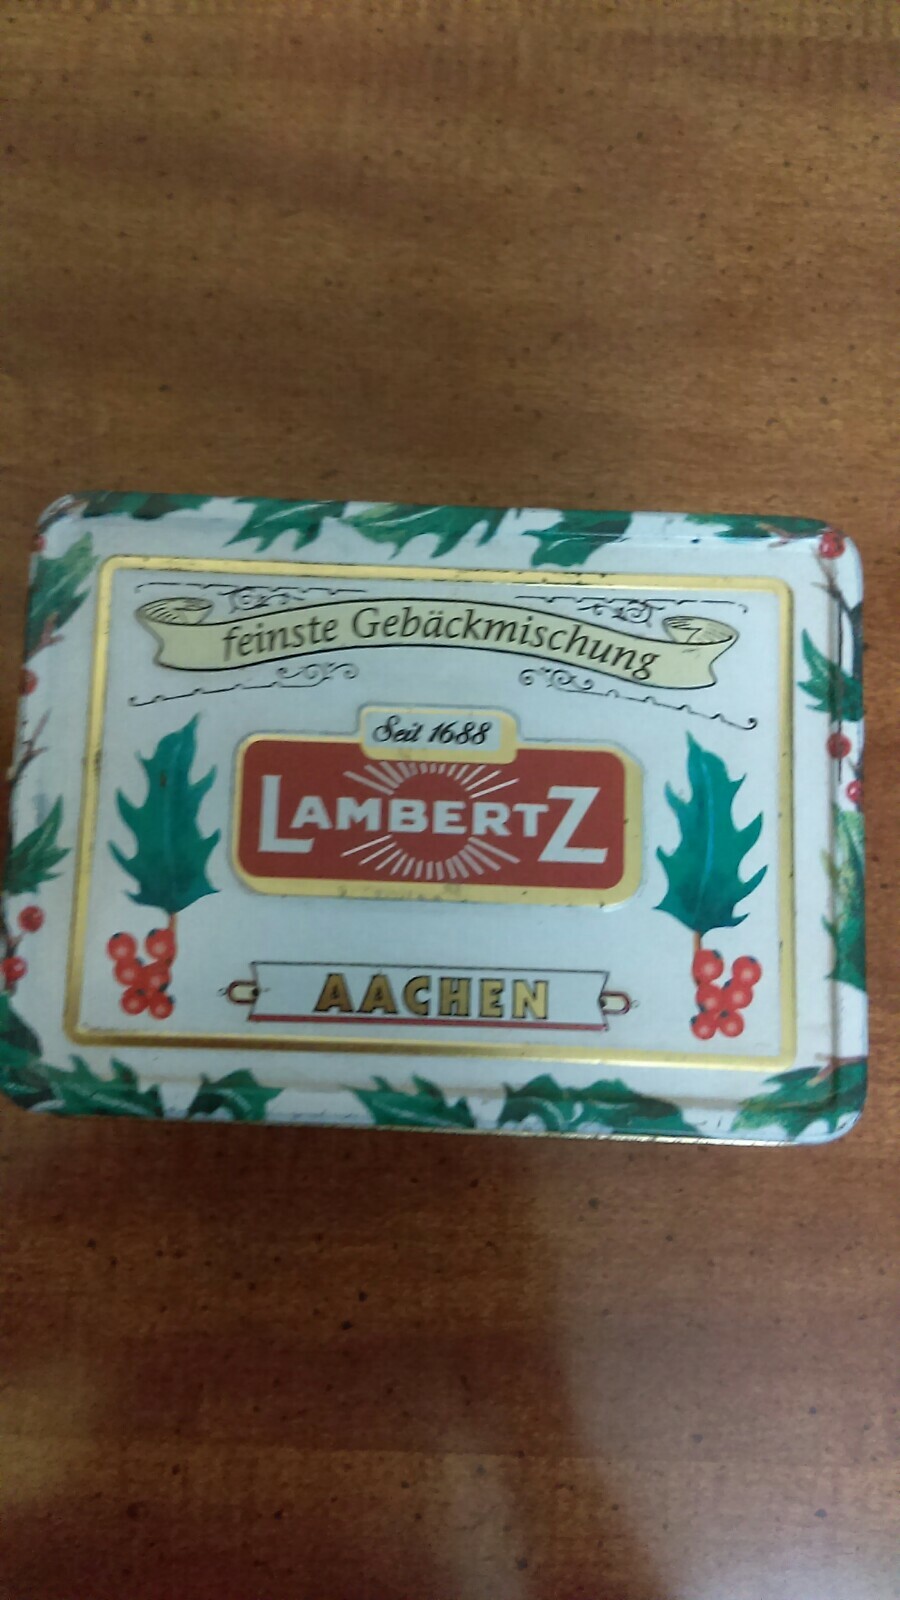 feinste Gebäckmischung
Seit 1688
LAMBERTZ
AACHEN